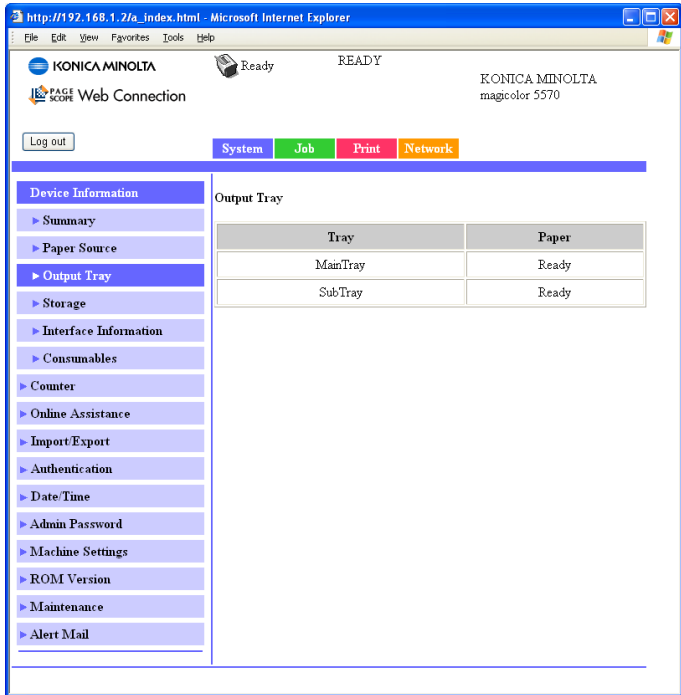 http://192.168.1.2/a_index.html - Microsoft Internet Explorer
File Edit View Favorites Tools Help
KONICA MINOLTA
Ready
READY
KONICA MINOLTA
magicolor 5570
PAGE SCOPE Web Connection
Log out
System Job Print Network
Device Information
Summary
Paper Source
Output Tray
Storage
Interface Information
Consumables
Counter
Online Assistance
Import/Export
Authentication
Date/Time
Admin Password
Machine Settings
ROM Version
Maintenance
Alert Mail
Output Tray
Tray Paper
MainTray Ready
SubTray Ready